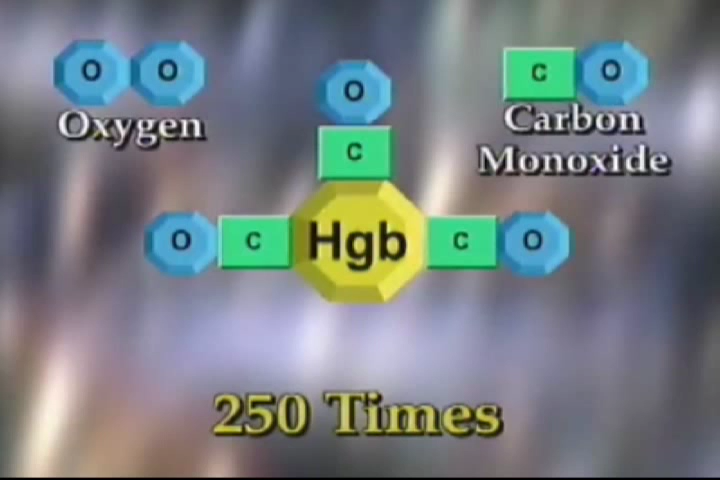 O O
Oxygen
C O
Carbon
Monoxide
O
C
O C Hgb C O
250 Times